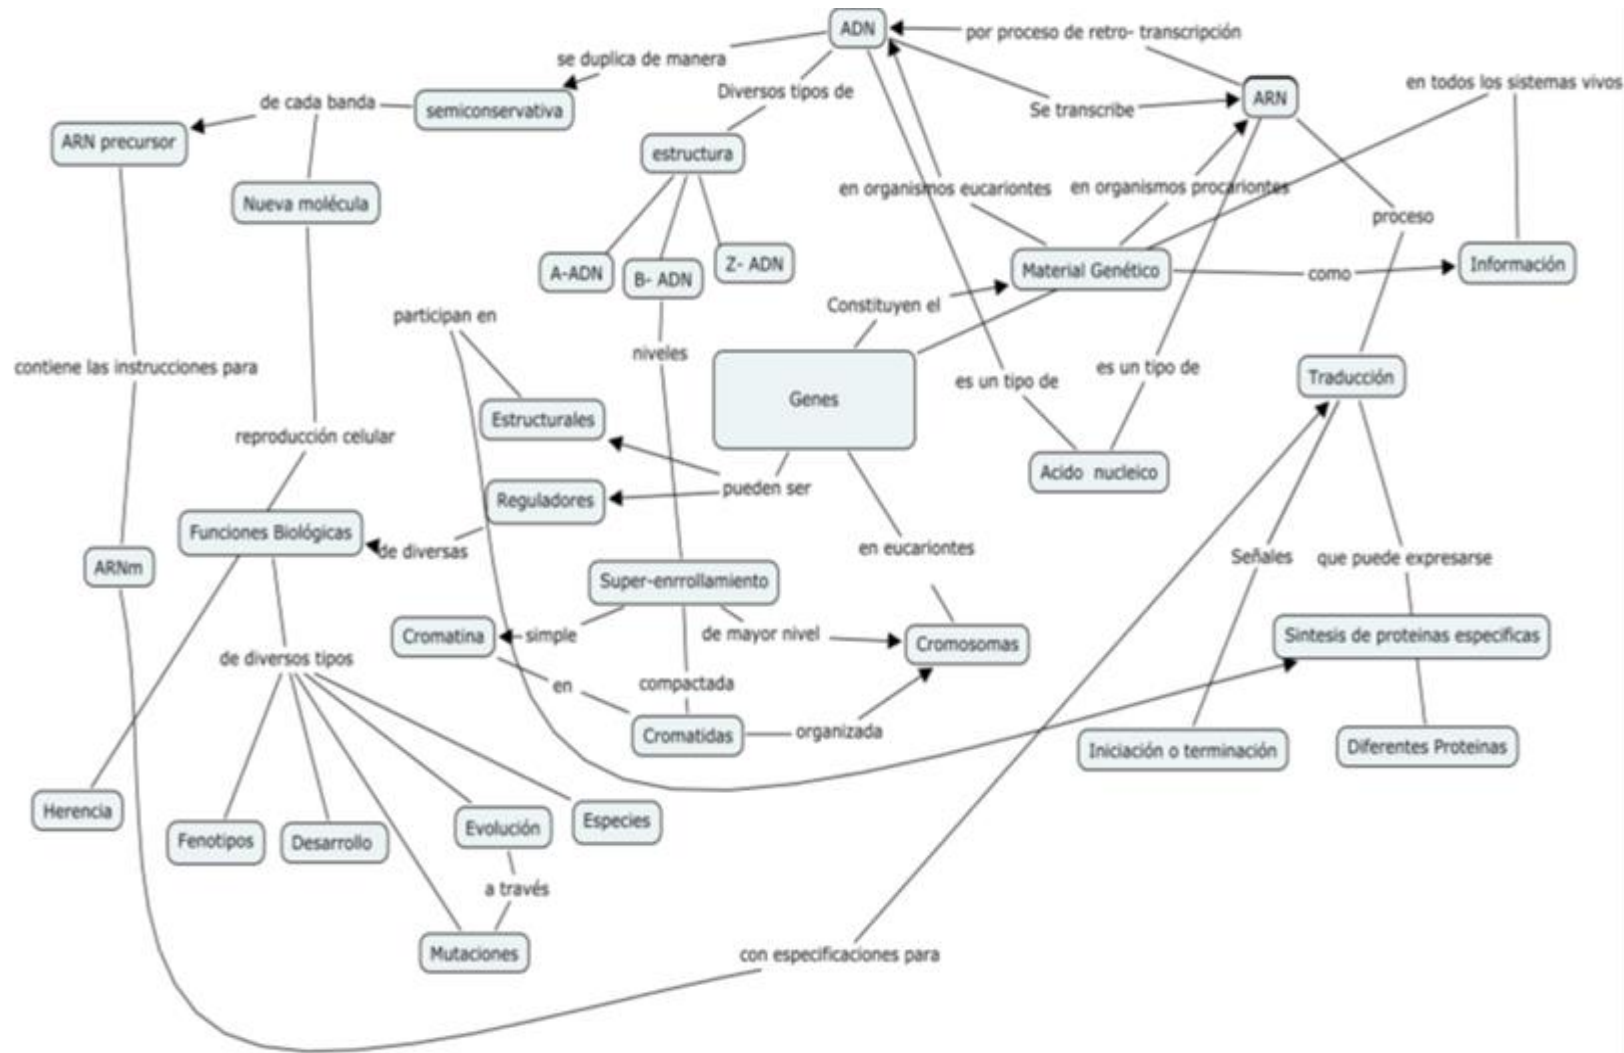 ADN
por proceso de retro- transcripción
se duplica de manera
Diversos tipos de
en todos los sistemas vivos
de cada banda
semiconservativa
Se transcribe
ARN
ARN precursor
estructura
en organismos eucariontes
en organismos procariontes
Nueva molécula
proceso
A-ADN
B- ADN
Z- ADN
Material Genético
como
Información
Constituyen el
participan en
niveles
contiene las instrucciones para
es un tipo de
es un tipo de
Traducción
Genes
Estructurales
reproducción celular
Acido nucleico
pueden ser
Reguladores
Funciones Biológicas
de diversas
en eucariontes
Señales
que puede expresarse
ARNm
Super-enrrollamiento
Cromatina
simple
de mayor nivel
Cromosomas
Sintesis de proteinas especificas
de diversos tipos
en
compactada
Cromatidas
organizada
Iniciación o terminación
Diferentes Proteinas
Herencia
Fenotipos
Desarrollo
Evolución
Especies
a través
Mutaciones
con especificaciones para